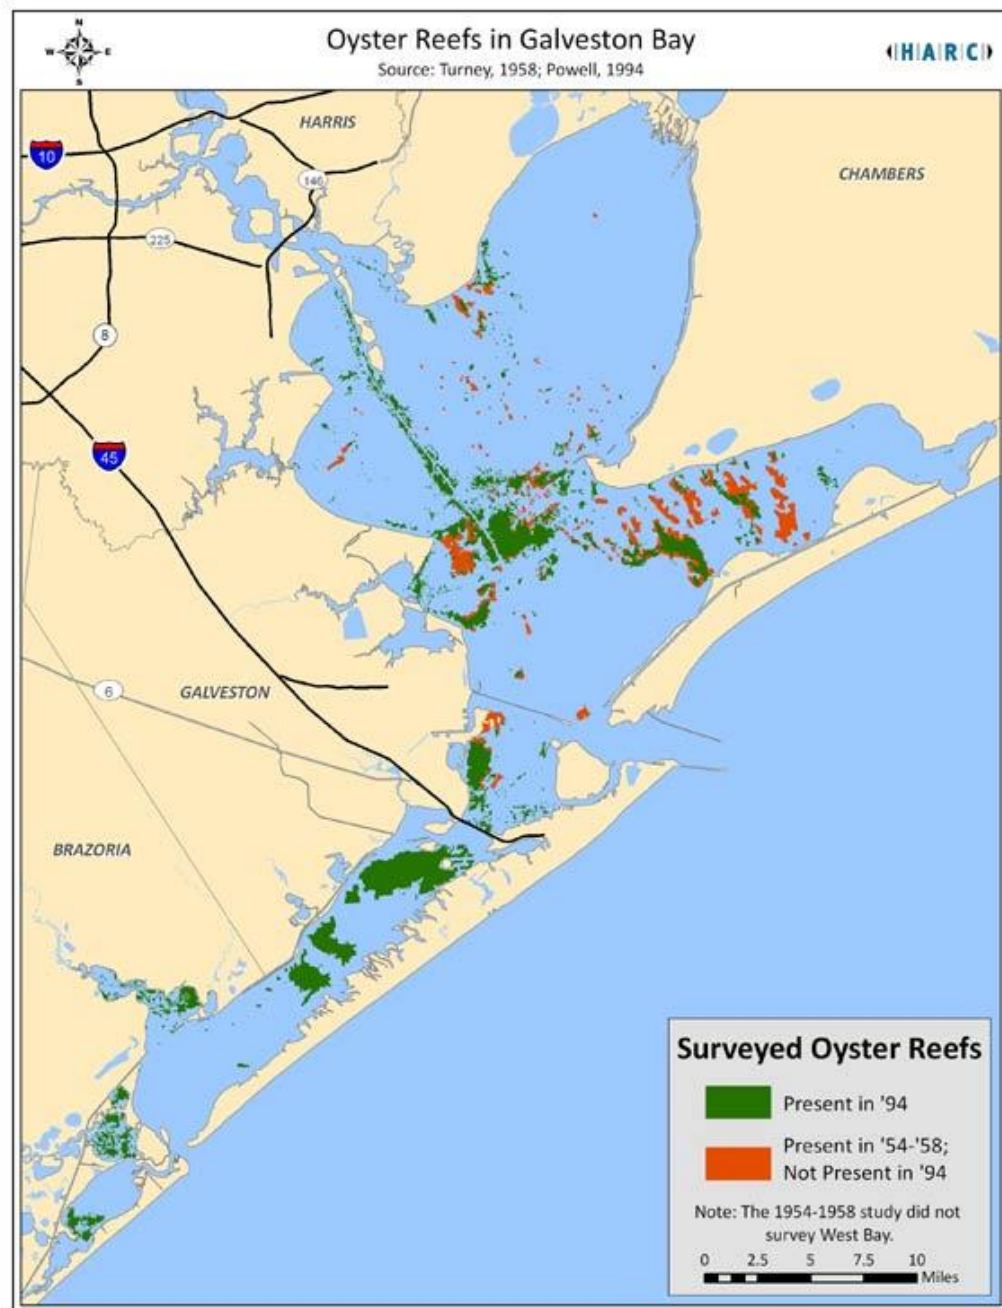 N
W E
S
Oyster Reefs in Galveston Bay
Source: Turney, 1958; Powell, 1994
HARC
HARRIS
CHAMBERS
10
146
225
8
45
6
GALVESTON
BRAZORIA
Surveyed Oyster Reefs
Present in '94
Present in '54-'58;
Not Present in '94
Note: The 1954-1958 study did not
survey West Bay.
0 2.5 5 7.5 10
Miles